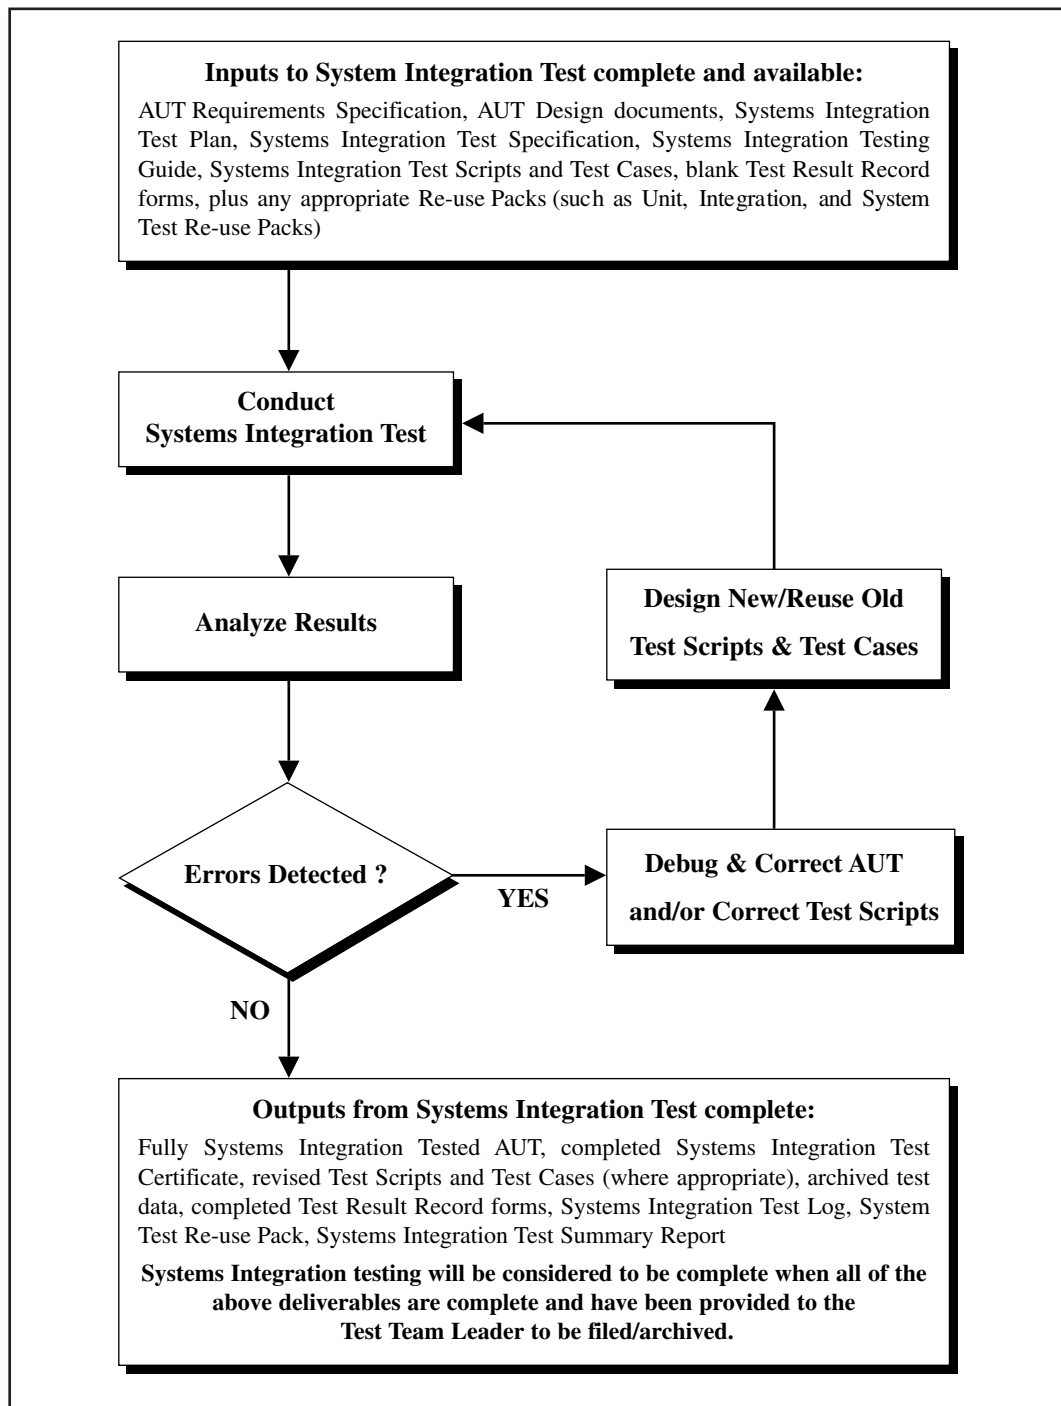 Inputs to System Integration Test complete and available:
AUT Requirements Specification, AUT Design documents, Systems Integration
Test Plan, Systems Integration Test Specification, Systems Integration Testing
Guide, Systems Integration Test Scripts and Test Cases, blank Test Result Record
forms, plus any appropriate Re-use Packs (such as Unit, Integration, and System
Test Re-use Packs)
Conduct
Systems Integration Test
Analyze Results
Design New/Reuse Old
Test Scripts & Test Cases
Errors Detected ?
YES
Debug & Correct AUT
and/or Correct Test Scripts
NO
Outputs from Systems Integration Test complete:
Fully Systems Integration Tested AUT, completed Systems Integration Test
Certificate, revised Test Scripts and Test Cases (where appropriate), archived test
data, completed Test Result Record forms, Systems Integration Test Log, System
Test Re-use Pack, Systems Integration Test Summary Report
Systems Integration testing will be considered to be complete when all of the
above deliverables are complete and have been provided to the
Test Team Leader to be filed/archived.